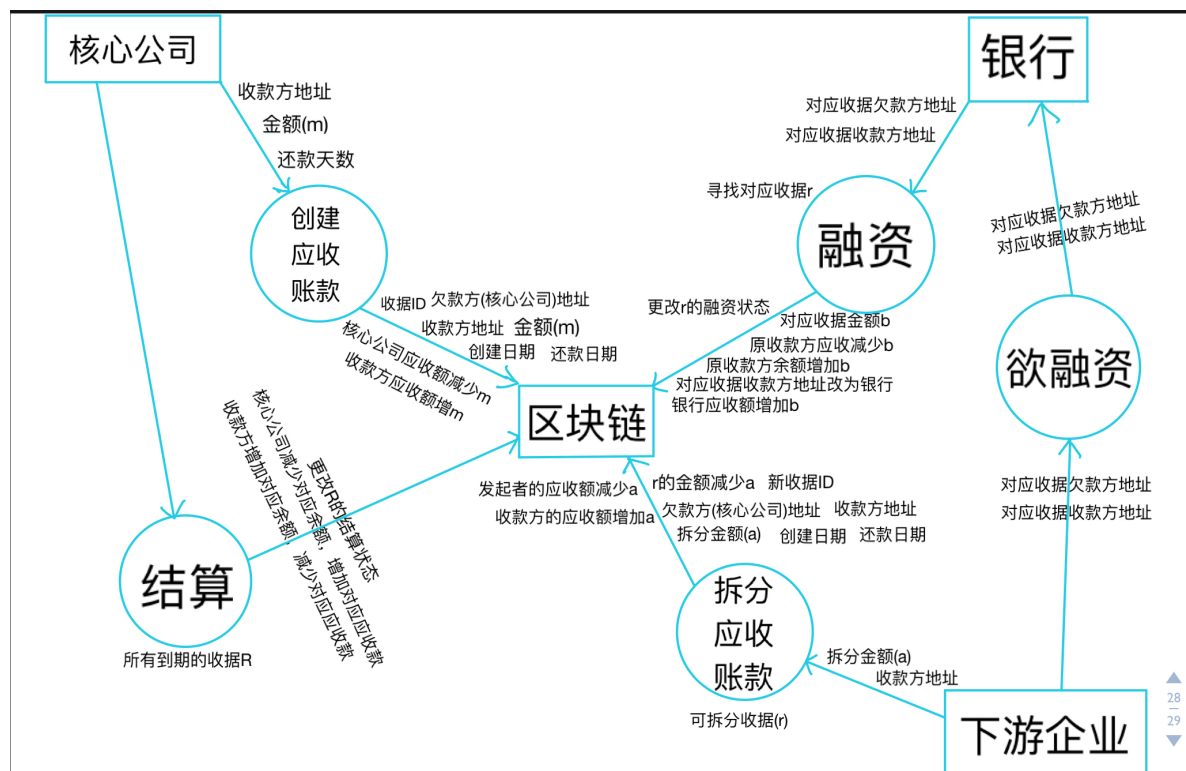 核心公司
银行
收款方地址
金额(m)
还款天数
对应收据欠款方地址
对应收据收款方地址
创建
应收
账款
寻找对应收据r
融资
对应收据欠款方地址
对应收据收款方地址
收据ID 欠款方(核心公司)地址
收款方地址 金额(m)
创建日期 还款日期
核心公司应收额减少m
收款方应收额增m
更改r的融资状态
对应收据金额b
原收款方应收减少b
原收款方余额增加b
对应收据收款方地址改为银行
银行应收额增加b
欲融资
区块链
更改R的结算状态
核心公司减少对应余额，增加对应应收款
收款方增加对应余额，减少对应应收款
发起者的应收额减少a
收款方的应收额增加a
r的金额减少a 新收据ID
欠款方(核心公司)地址 收款方地址
拆分金额(a) 创建日期 还款日期
对应收据欠款方地址
对应收据收款方地址
结算
所有到期的收据R
拆分
应收
账款
可拆分收据(r)
拆分金额(a)
收款方地址
下游企业
28
29